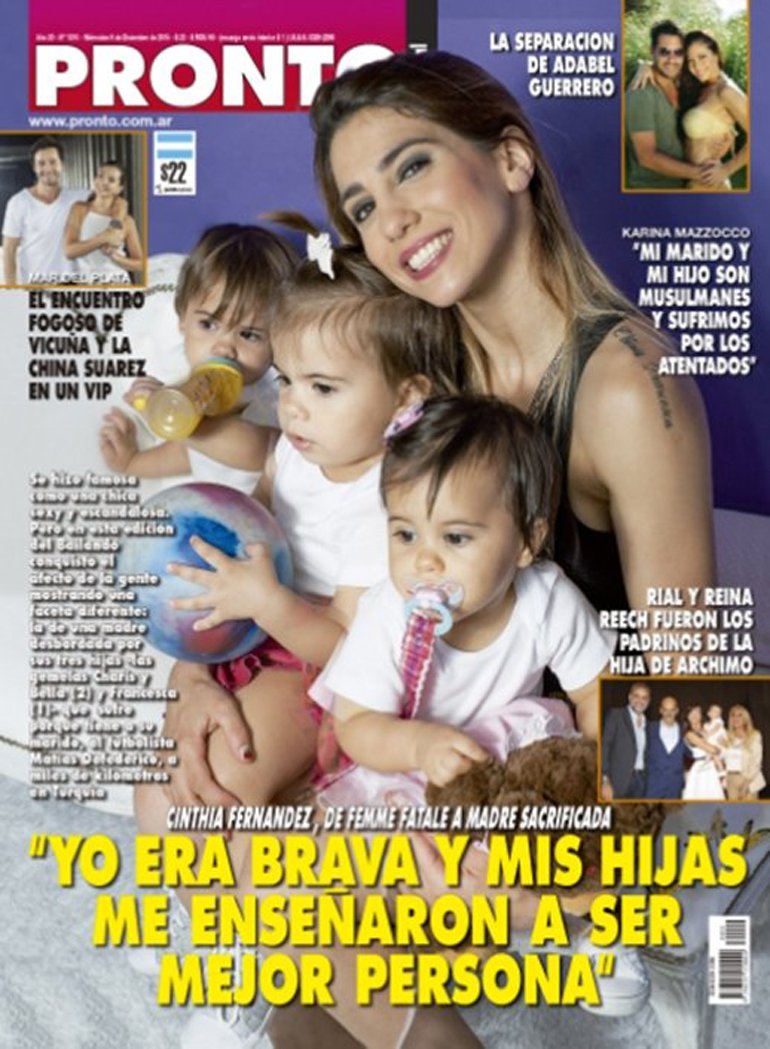 PRONTO
www.pronto.com.ar
$22
LA SEPARACION
DE ADABEL
GUERRERO
MAR DEL PLATA
EL ENCUENTRO
FOGOSO DE
VICUÑA Y LA
CHINA SUAREZ
EN UN VIP
KARINA MAZZOCCO
"MI MARIDO Y
MI HIJO SON
MUSULMANES
Y SUFRIMOS
POR LOS
ATENTADOS"
Se hizo famosa
como una chica
sexy y escandalosa.
Pero en esta edición
del Bailando
conquistó el
afecto de la gente
mostrando una
faceta diferente:
la de una madre
desbordada por
sus tres hijas -las
gemelas Charis y
Bella (2) y Francesca
(1)- que sufre
porque tiene a su
marido, el futbolista
Matías Defederico, a
miles de kilómetros
en Turquía
RIAL Y REINA
REECH FUERON LOS
PADRINOS DE LA
HIJA DE ARCHIMO
CINTHIA FERNANDEZ, DE FEMME FATALE A MADRE SACRIFICADA
"YO ERA BRAVA Y MIS HIJAS
ME ENSEÑARON A SER
MEJOR PERSONA"